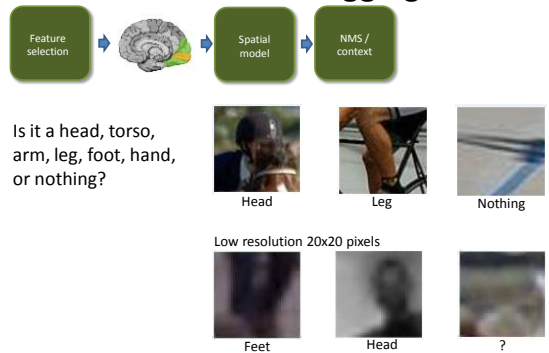 Feature
selection
Spatial
model
NMS /
context
Is it a head, torso,
arm, leg, foot, hand,
or nothing?
Head
Leg
Nothing
Low resolution 20x20 pixels
Feet
Head
?